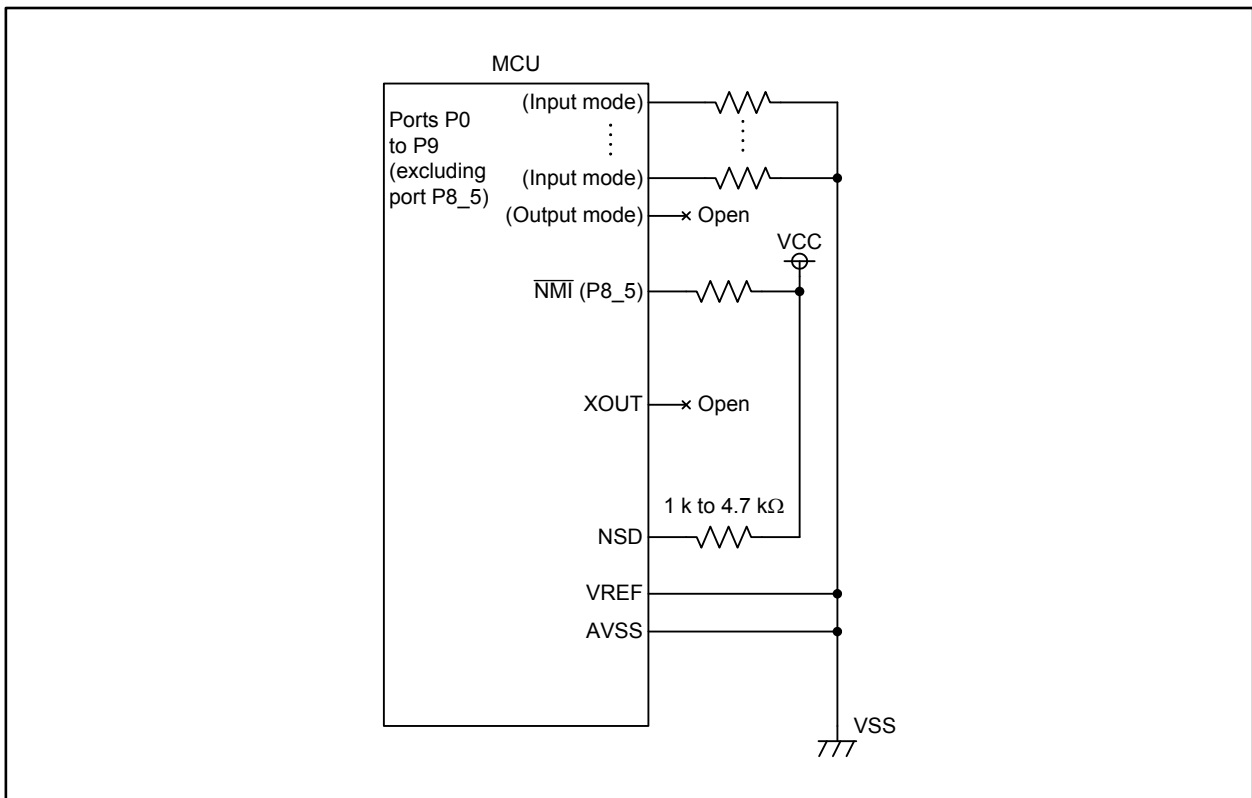 MCU
Ports P0
to P9
(excluding
port P8_5)
(Input mode)
(Input mode)
(Output mode)
Open
VCC
NMI (P8_5)
XOUT
Open
1 k to 4.7 kΩ
NSD
VREF
AVSS
VSS